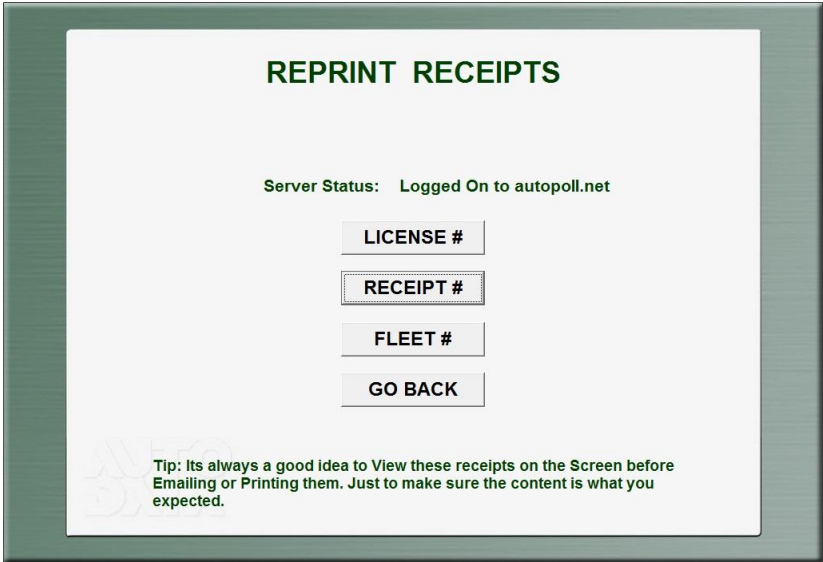 REPRINT RECEIPTS
Server Status: Logged On to autopoll.net
LICENSE #
RECEIPT #
FLEET #
GO BACK
AUTO
DATA
Tip: Its always a good idea to View these receipts on the Screen before
Emailing or Printing them. Just to make sure the content is what you
expected.